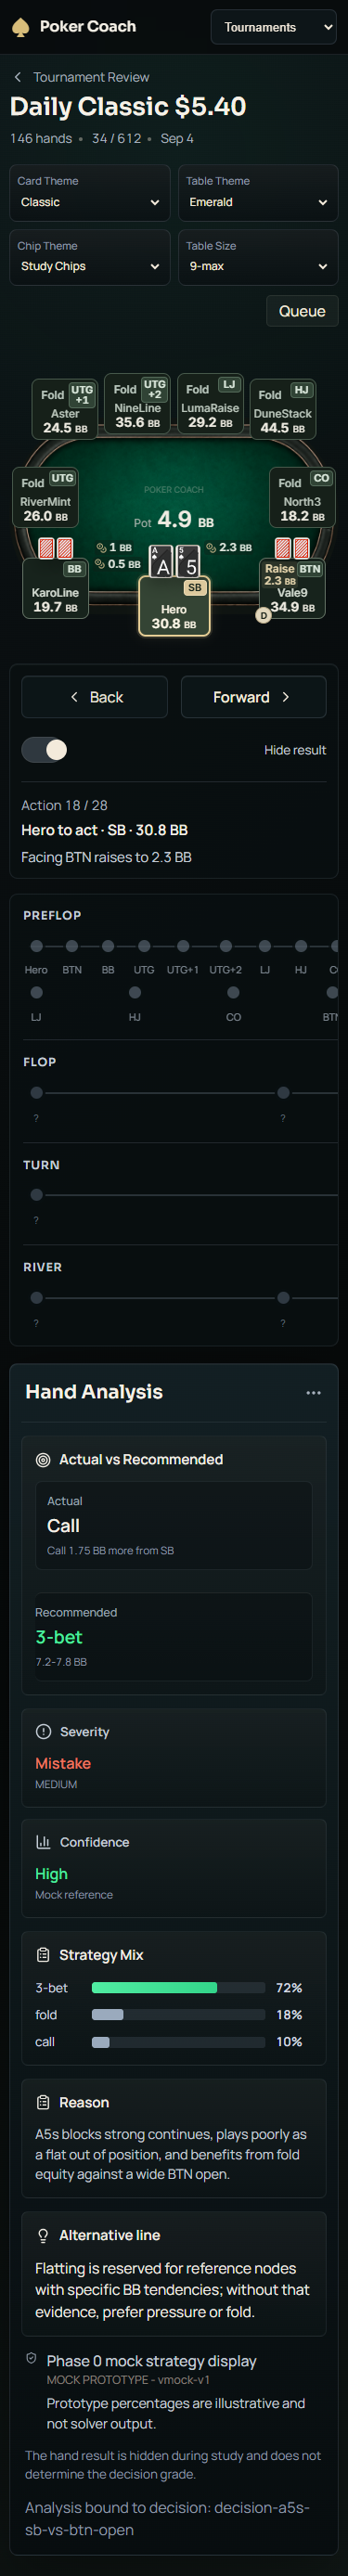 Poker Coach
Tournaments
Tournament Review
Daily Classic $5.40
146 hands • 34 / 612 • Sep 4
Card Theme
Classic
Table Theme
Emerald
Chip Theme
Study Chips
Table Size
9-max
Queue
Fold UTG +1
Aster
24.5 BB
Fold UTG +2
NineLine
35.6 BB
Fold LJ
LumaRaise
29.2 BB
Fold HJ
DuneStack
44.5 BB
Fold UTG
RiverMint
26.0 BB
Fold CO
North3
18.2 BB
POKER COACH
Pot 4.9 BB
1 BB
0.5 BB
2.3 BB
A 5
BB
KaroLine
19.7 BB
SB
Hero
30.8 BB
Raise BTN
2.3 BB
Vale9
34.9 BB
D
Back
Forward
Hide result
Action 18 / 28
Hero to act · SB · 30.8 BB
Facing BTN raises to 2.3 BB
PREFLOP
Hero BTN BB UTG UTG+1 UTG+2 LJ HJ
LJ HJ CO BTN
FLOP
? ?
TURN
?
RIVER
? ?
Hand Analysis
Actual vs Recommended
Actual
Call
Call 1.75 BB more from SB
Recommended
3-bet
7.2-7.8 BB
Severity
Mistake
MEDIUM
Confidence
High
Mock reference
Strategy Mix
3-bet 72%
fold 18%
call 10%
Reason
A5s blocks strong continues, plays poorly as
a flat out of position, and benefits from fold
equity against a wide BTN open.
Alternative line
Flatting is reserved for reference nodes
with specific BB tendencies; without that
evidence, prefer pressure or fold.
Phase 0 mock strategy display
MOCK PROTOTYPE - vmock-v1
Prototype percentages are illustrative and
not solver output.
The hand result is hidden during study and does not
determine the decision grade.
Analysis bound to decision: decision-a5s-
sb-vs-btn-open